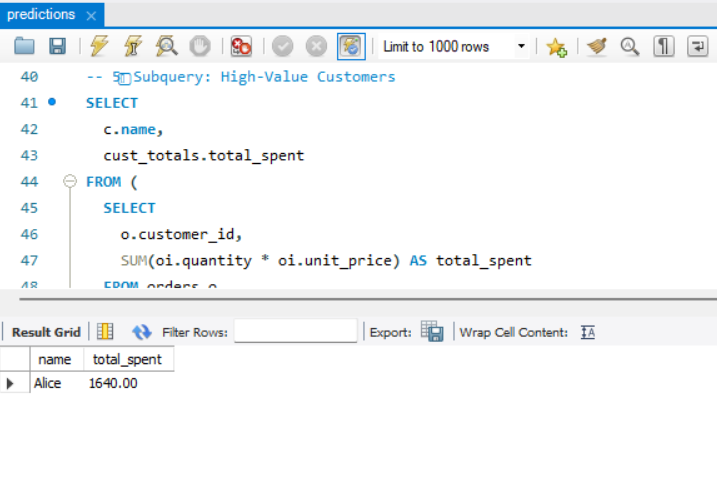 predictions
Limit to 1000 rows
40 -- 5 Subquery: High-Value Customers
41 SELECT
42 c.name,
43 cust_totals.total_spent
44 FROM (
45 SELECT
46 o.customer_id,
47 SUM(oi.quantity * oi.unit_price) AS total_spent
48 FROM orders o
Result Grid Filter Rows: Export: Wrap Cell Content:
name total_spent
Alice 1640.00